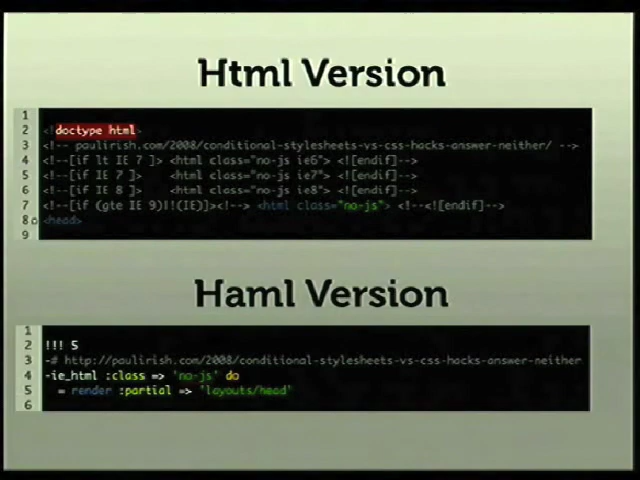 Html Version
1
2 <!doctype html>
3 <!-- paulirish.com/2008/conditional-stylesheets-vs-css-hacks-answer-neither/ -->
4 <!--[if lt IE 7 ]> <html class="no-js ie6"> <![endif]-->
5 <!--[if IE 7 ]>    <html class="no-js ie7"> <![endif]-->
6 <!--[if IE 8 ]>    <html class="no-js ie8"> <![endif]-->
7 <!--[if (gte IE 9)|!(IE)]><!--> <html class="no-js"> <!--<![endif]-->
8 <head>
9
Haml Version
1
2 !!! 5
3 -# http://paulirish.com/2008/conditional-stylesheets-vs-css-hacks-answer-neither
4 -ie_html :class => 'no-js' do
5   = render :partial => 'layouts/head'
6